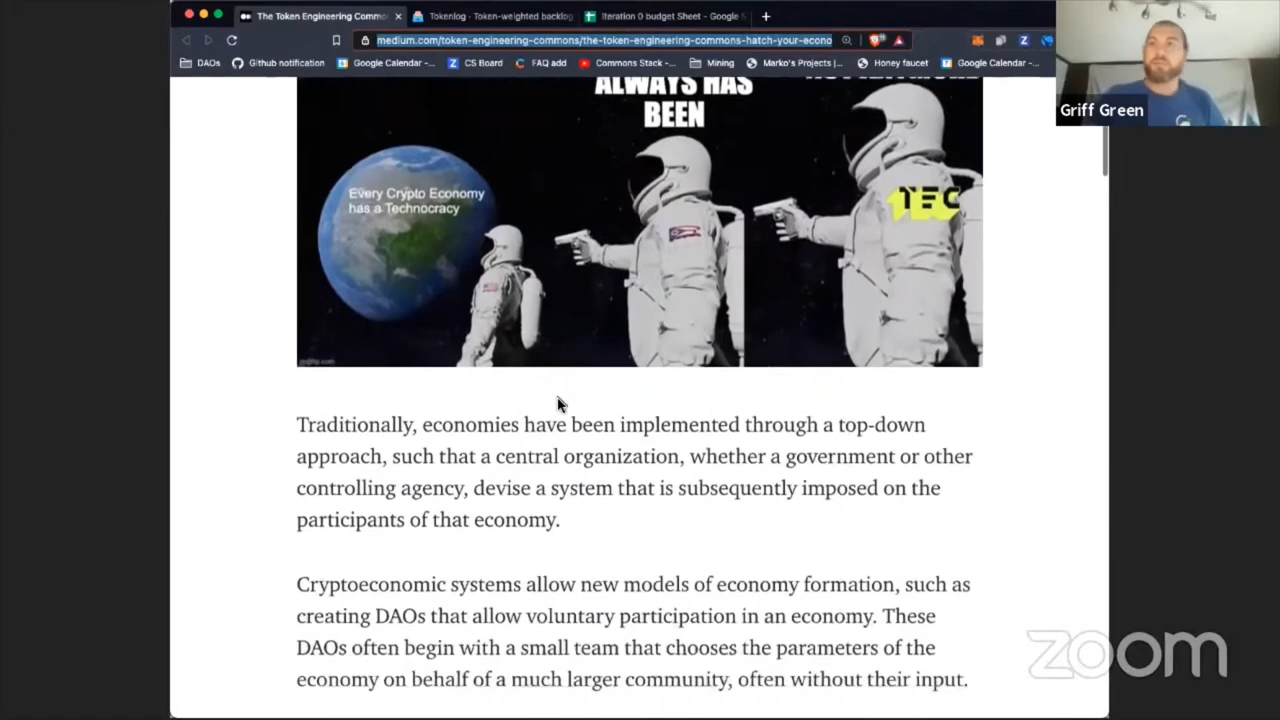 The Token Engineering Commo
Tokenlog - Token-weighted backlog
Iteration 0 budget Sheet - Google S
medium.com/token-engineering-commons/the-token-engineering-commons-hatch-your-econo
DAOs
Github notification
Google Calendar -...
CS Board
FAQ add
Commons Stack -...
Mining
Marko's Projects |...
Honey faucet
Google Calendar -...
Griff Green
ALWAYS HAS
BEEN
Every Crypto Economy
has a Technocracy
TEC
imgflip.com
Traditionally, economies have been implemented through a top-down
approach, such that a central organization, whether a government or other
controlling agency, devise a system that is subsequently imposed on the
participants of that economy.
Cryptoeconomic systems allow new models of economy formation, such as
creating DAOs that allow voluntary participation in an economy. These
DAOs often begin with a small team that chooses the parameters of the
economy on behalf of a much larger community, often without their input.
zoom